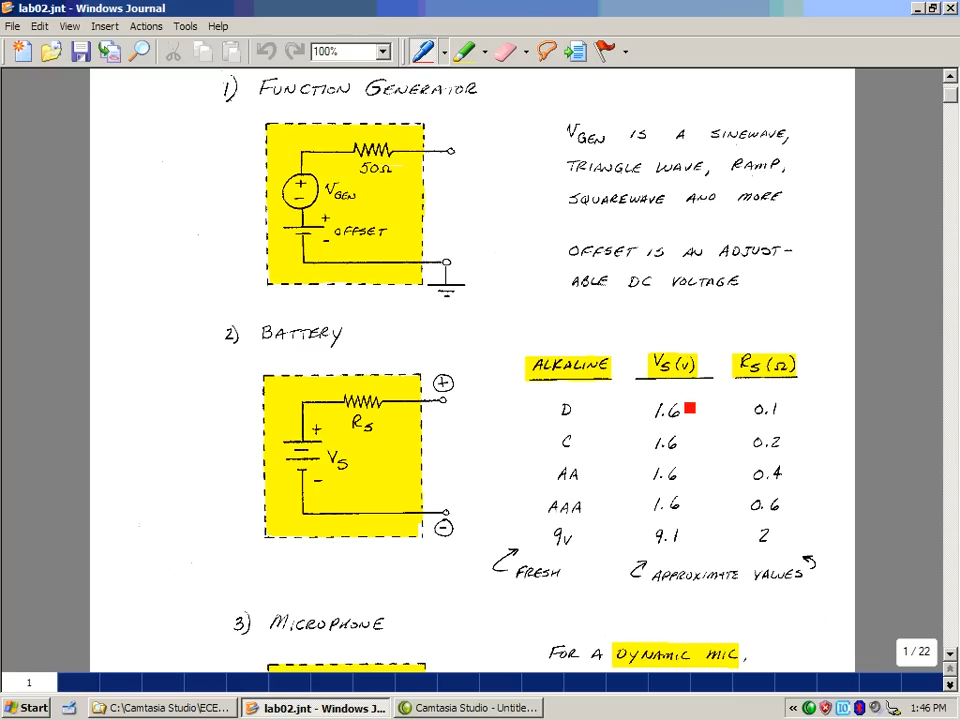 lab02.jnt - Windows Journal
File Edit View Insert Actions Tools Help
100%
1) FUNCTION GENERATOR
50Ω
+
-
VGEN
+
OFFSET
-
VGEN IS A SINEWAVE,
TRIANGLE WAVE, RAMP,
SQUAREWAVE AND MORE
OFFSET IS AN ADJUST-
ABLE DC VOLTAGE
2) BATTERY
+
RS
+
VS
-
-
ALKALINE VS (V) RS (Ω)
D 1.6 0.1
C 1.6 0.2
AA 1.6 0.4
AAA 1.6 0.6
9V 9.1 2
FRESH APPROXIMATE VALUES
3) MICROPHONE
FOR A DYNAMIC MIC,
1 / 22
1
Start C:\Camtasia Studio\ECE... lab02.jnt - Windows J... Camtasia Studio - Untitle... « 1:46 PM